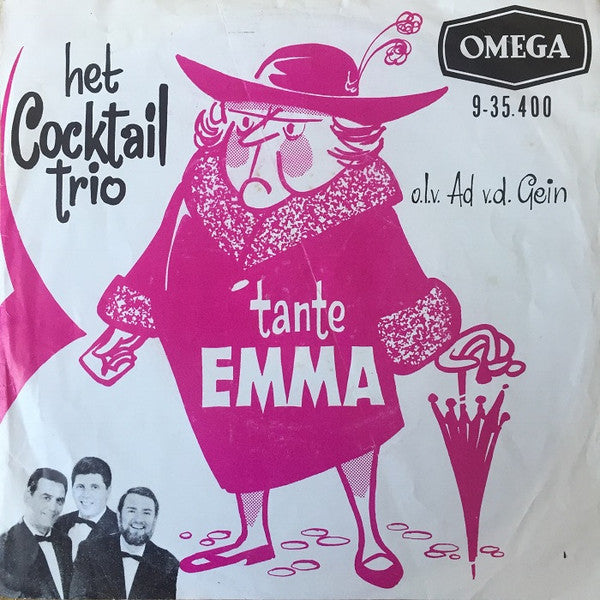 het
Cocktail
trio
OMEGA
9-35.400
o.l.v. Ad v.d. Gein
tante
EMMA